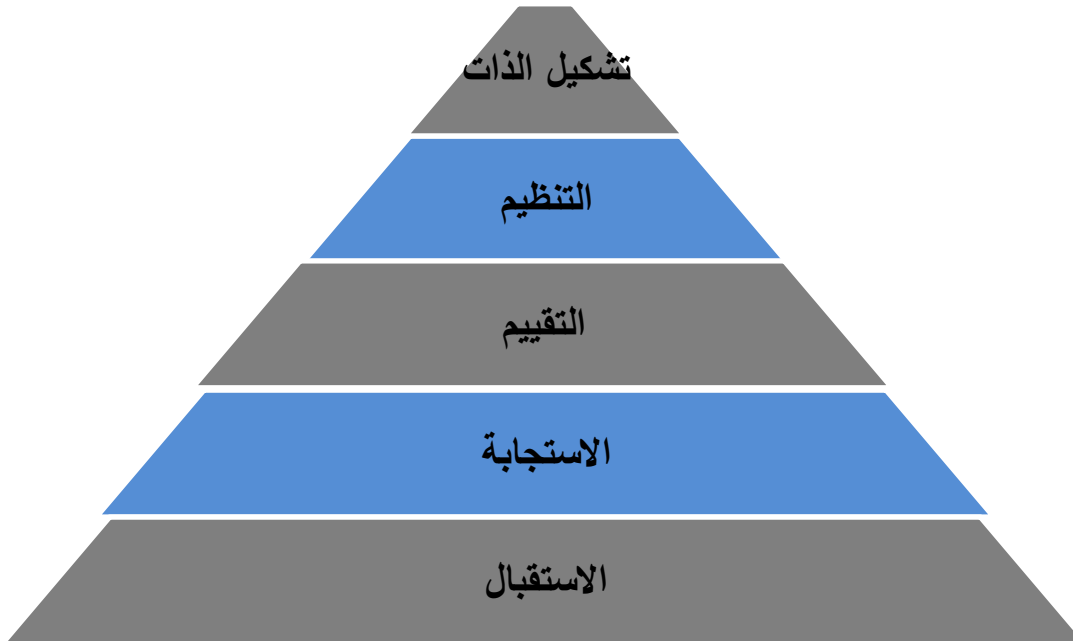 تشكيل الذات
التنظيم
التقييم
الاستجابة
الاستقبال